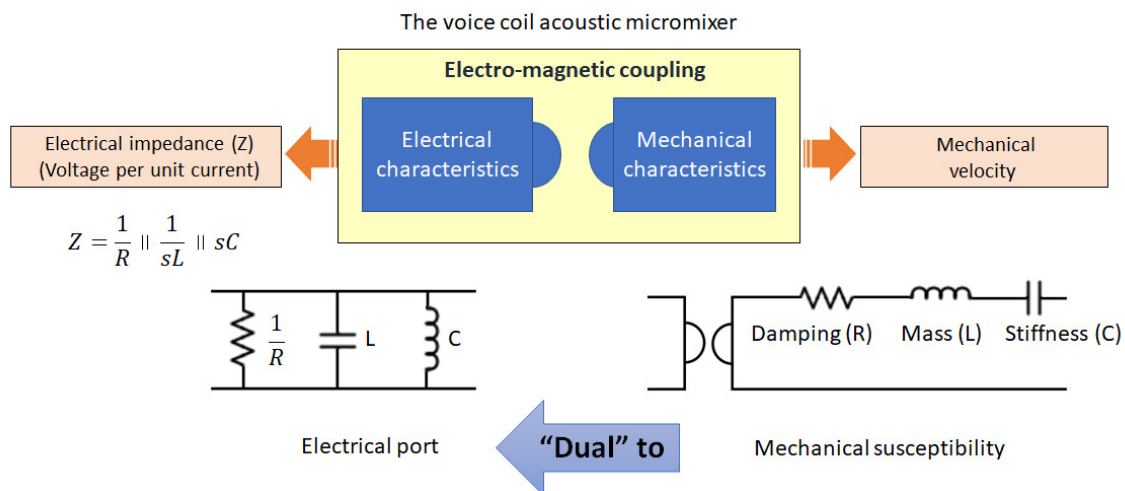 The voice coil acoustic micromixer
Electro-magnetic coupling
Electrical impedance (Z)
(Voltage per unit current)
Electrical
characteristics
Mechanical
characteristics
Mechanical
velocity
Z = 1/R || 1/sL || sC
1/R
L
C
Damping (R)
Mass (L)
Stiffness (C)
Electrical port
“Dual” to
Mechanical susceptibility